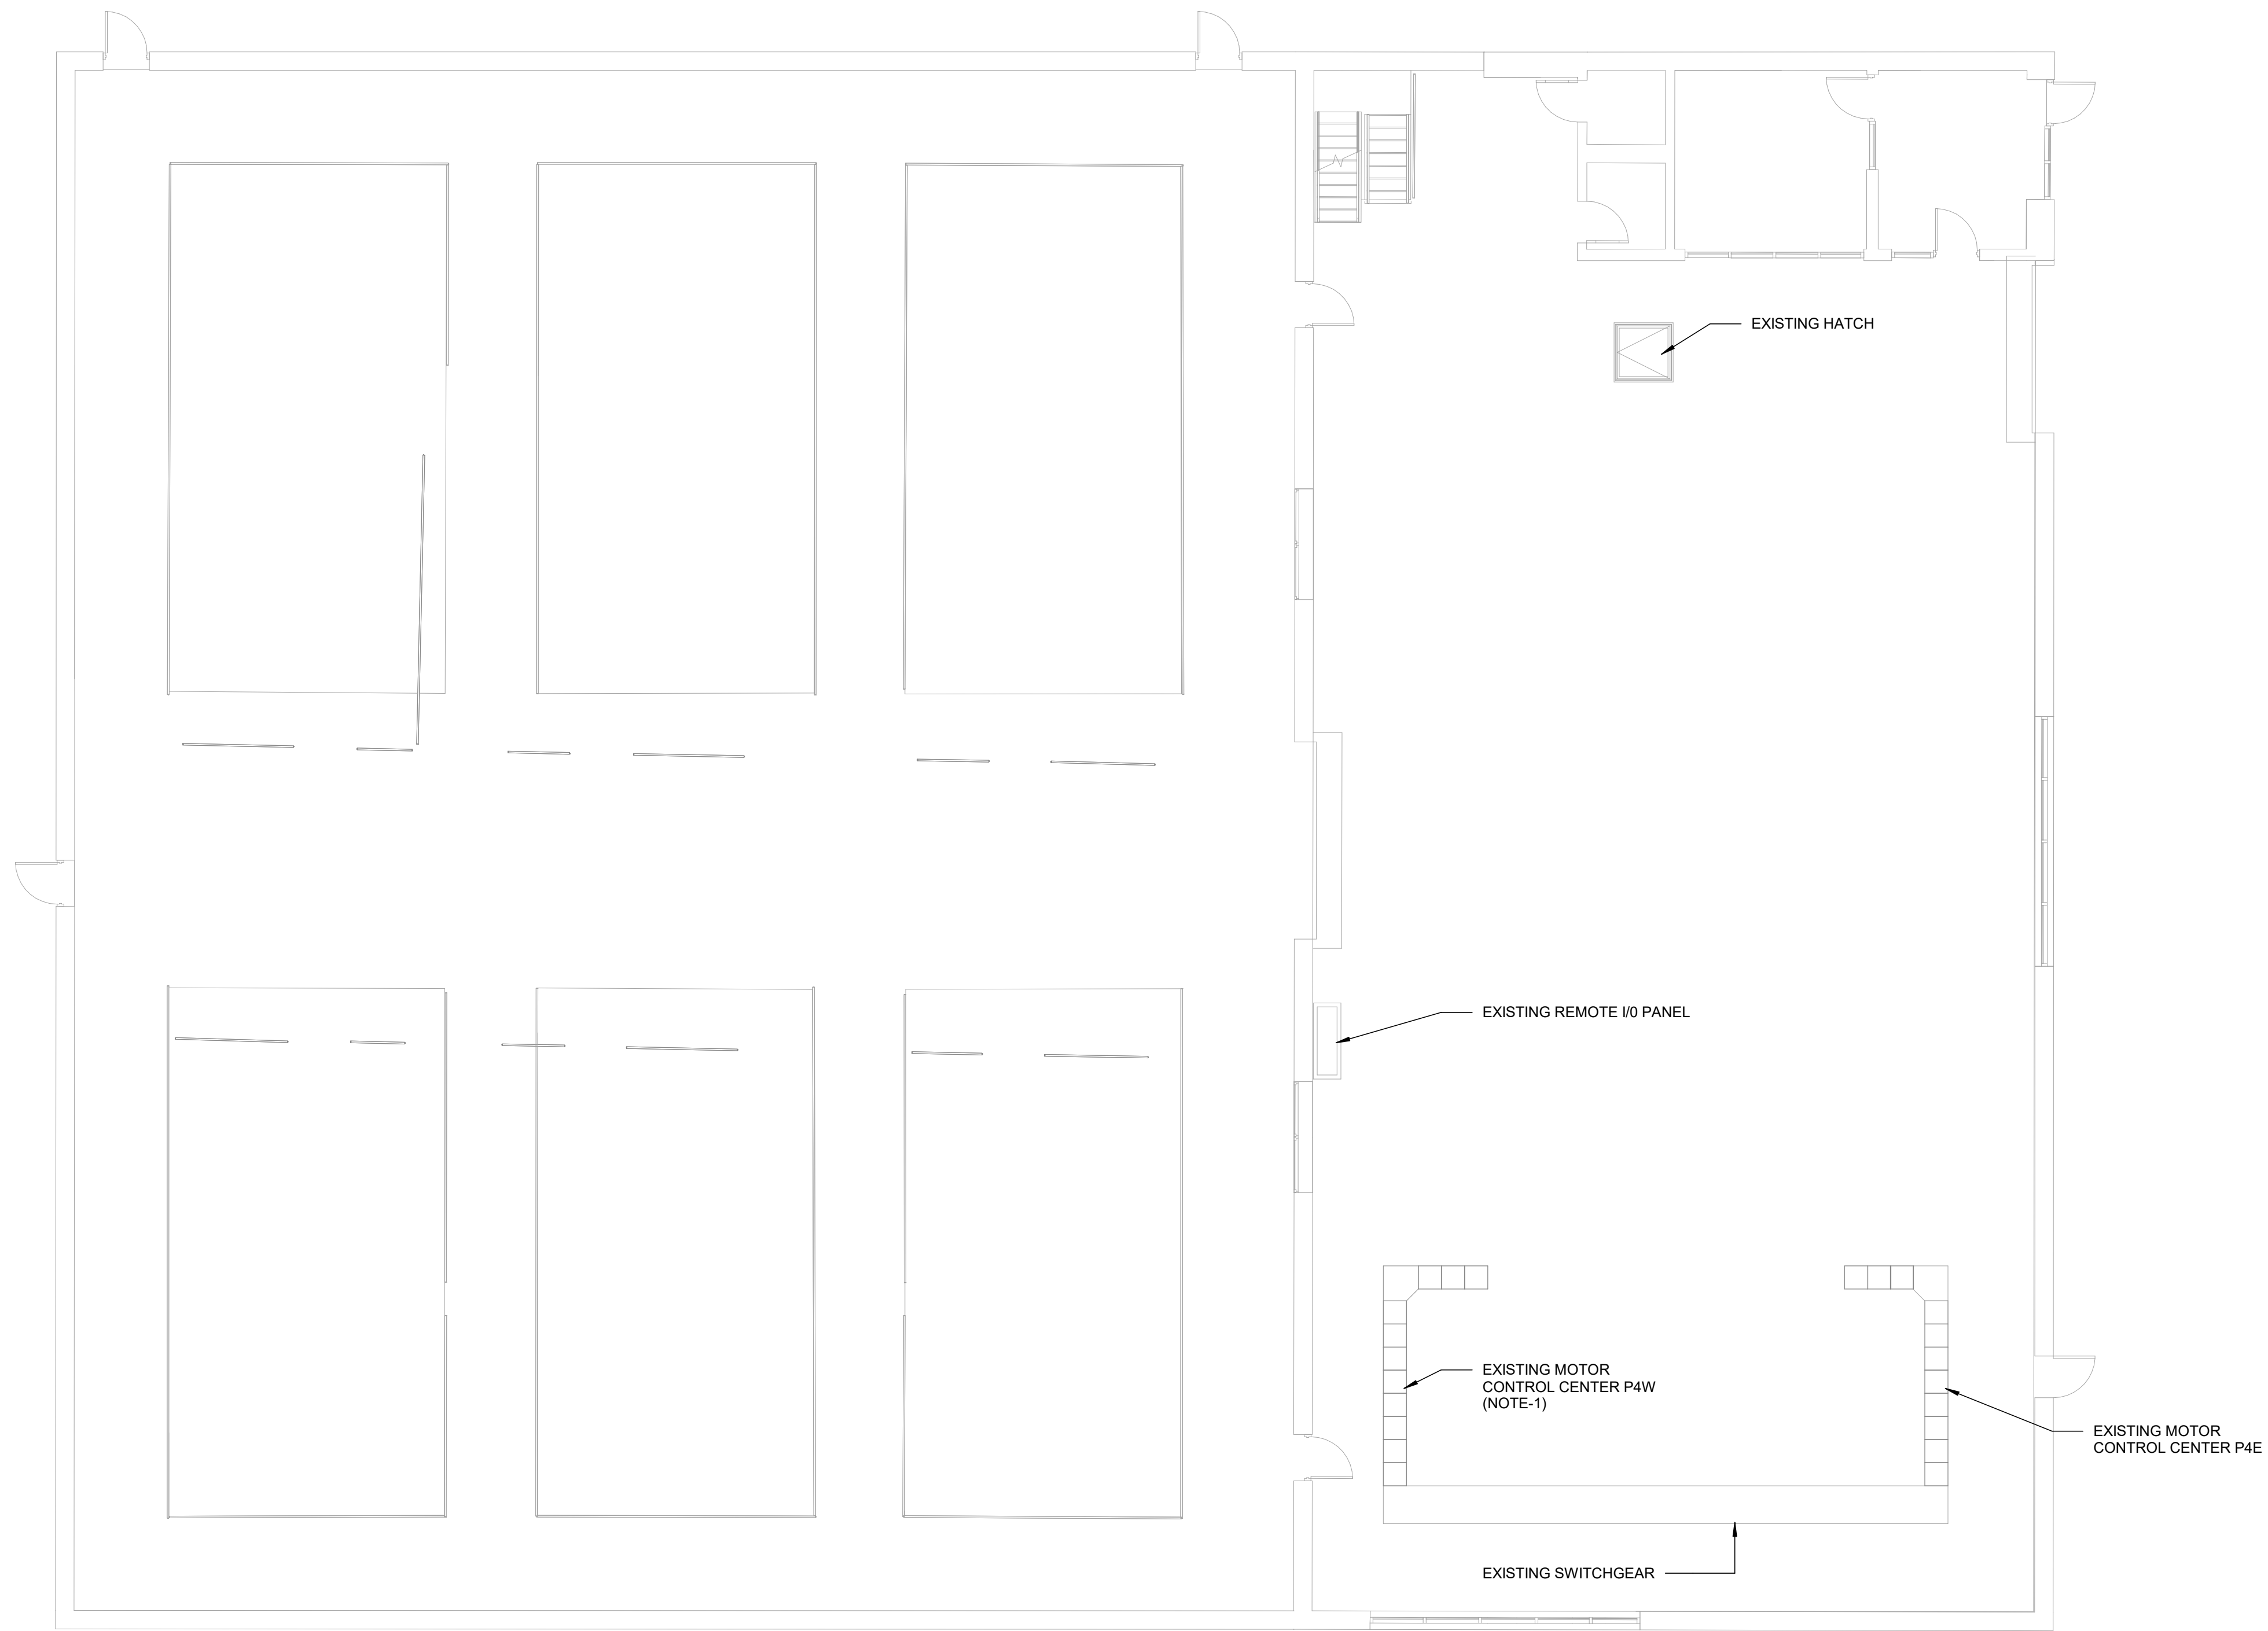 EXISTING HATCH
EXISTING REMOTE I/0 PANEL
EXISTING MOTOR
CONTROL CENTER P4W
(NOTE-1)
EXISTING MOTOR
CONTROL CENTER P4E
EXISTING SWITCHGEAR